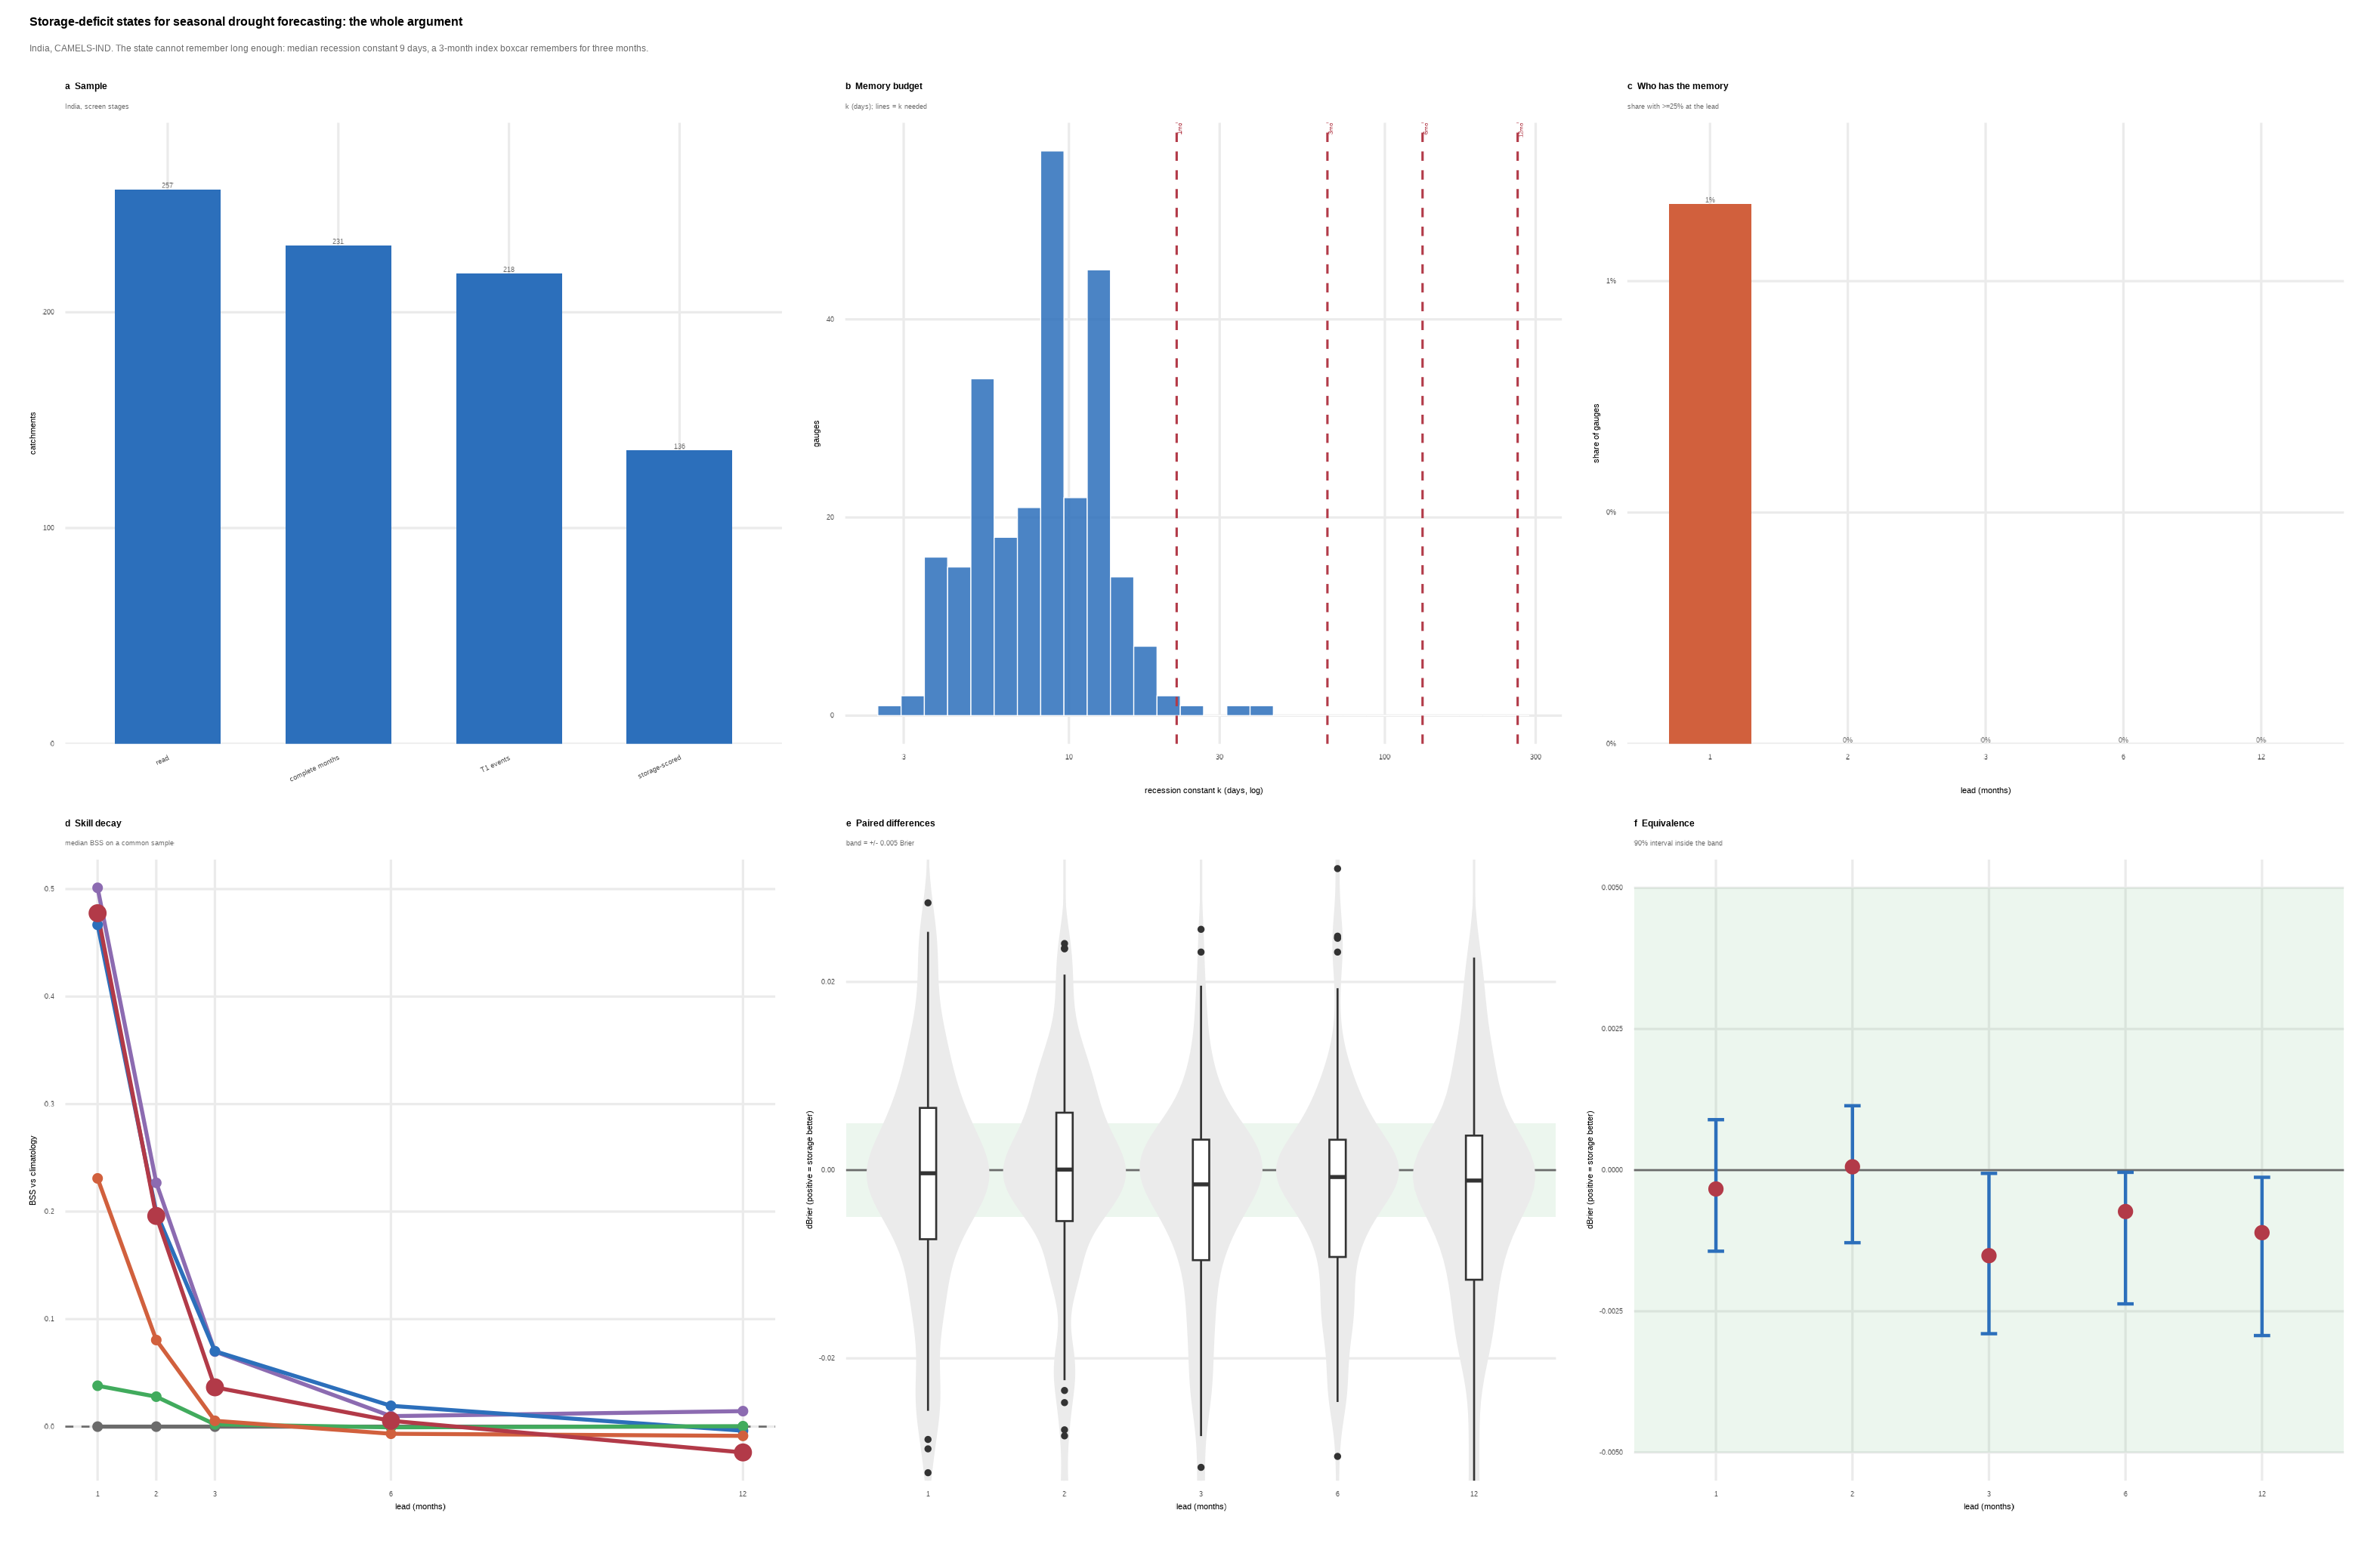 Storage-deficit states for seasonal drought forecasting: the whole argument
India, CAMELS-IND. The state cannot remember long enough: median recession constant 9 days, a 3-month index boxcar remembers for three months.
a Sample
India, screen stages
catchments
257
231
218
136
200
100
0
read
complete months
T1 events
storage-scored
b Memory budget
k (days); lines = k needed
gauges
40
20
0
3
10
30
100
300
recession constant k (days, log)
c Who has the memory
share with >=25% at the lead
share of gauges
1%
1%
0%
0%
0%
0%
0%
0%
1
2
3
6
12
lead (months)
d Skill decay
median BSS on a common sample
BSS vs climatology
0.5
0.4
0.3
0.2
0.1
0.0
1
2
3
6
12
lead (months)
e Paired differences
band = +/- 0.005 Brier
dBrier (positive = storage better)
0.02
0.00
-0.02
1
2
3
6
12
lead (months)
f Equivalence
90% interval inside the band
dBrier (positive = storage better)
0.0050
0.0025
0.0000
-0.0025
-0.0050
1
2
3
6
12
lead (months)